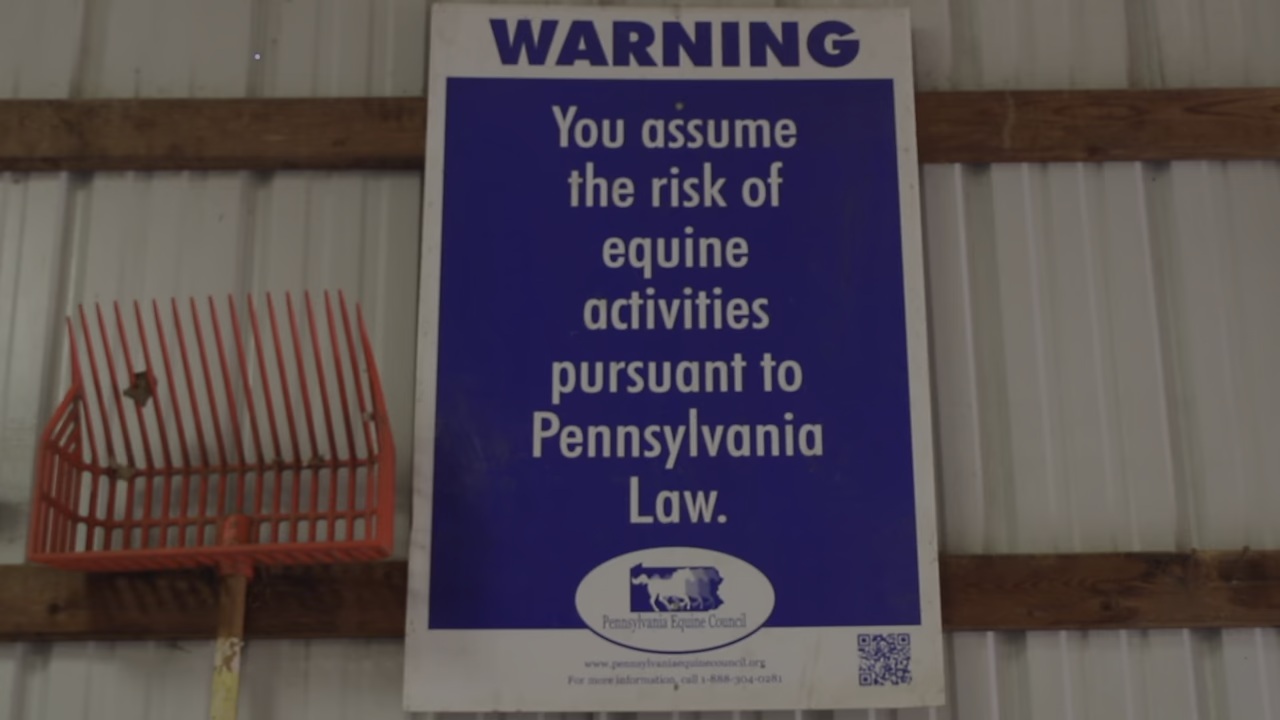 WARNING
You assume
the risk of
equine
activities
pursuant to
Pennsylvania
Law.
Pennsylvania Equine Council
www.pennsylvaniaequinecouncil.org
For more information, call 1-888-304-0281